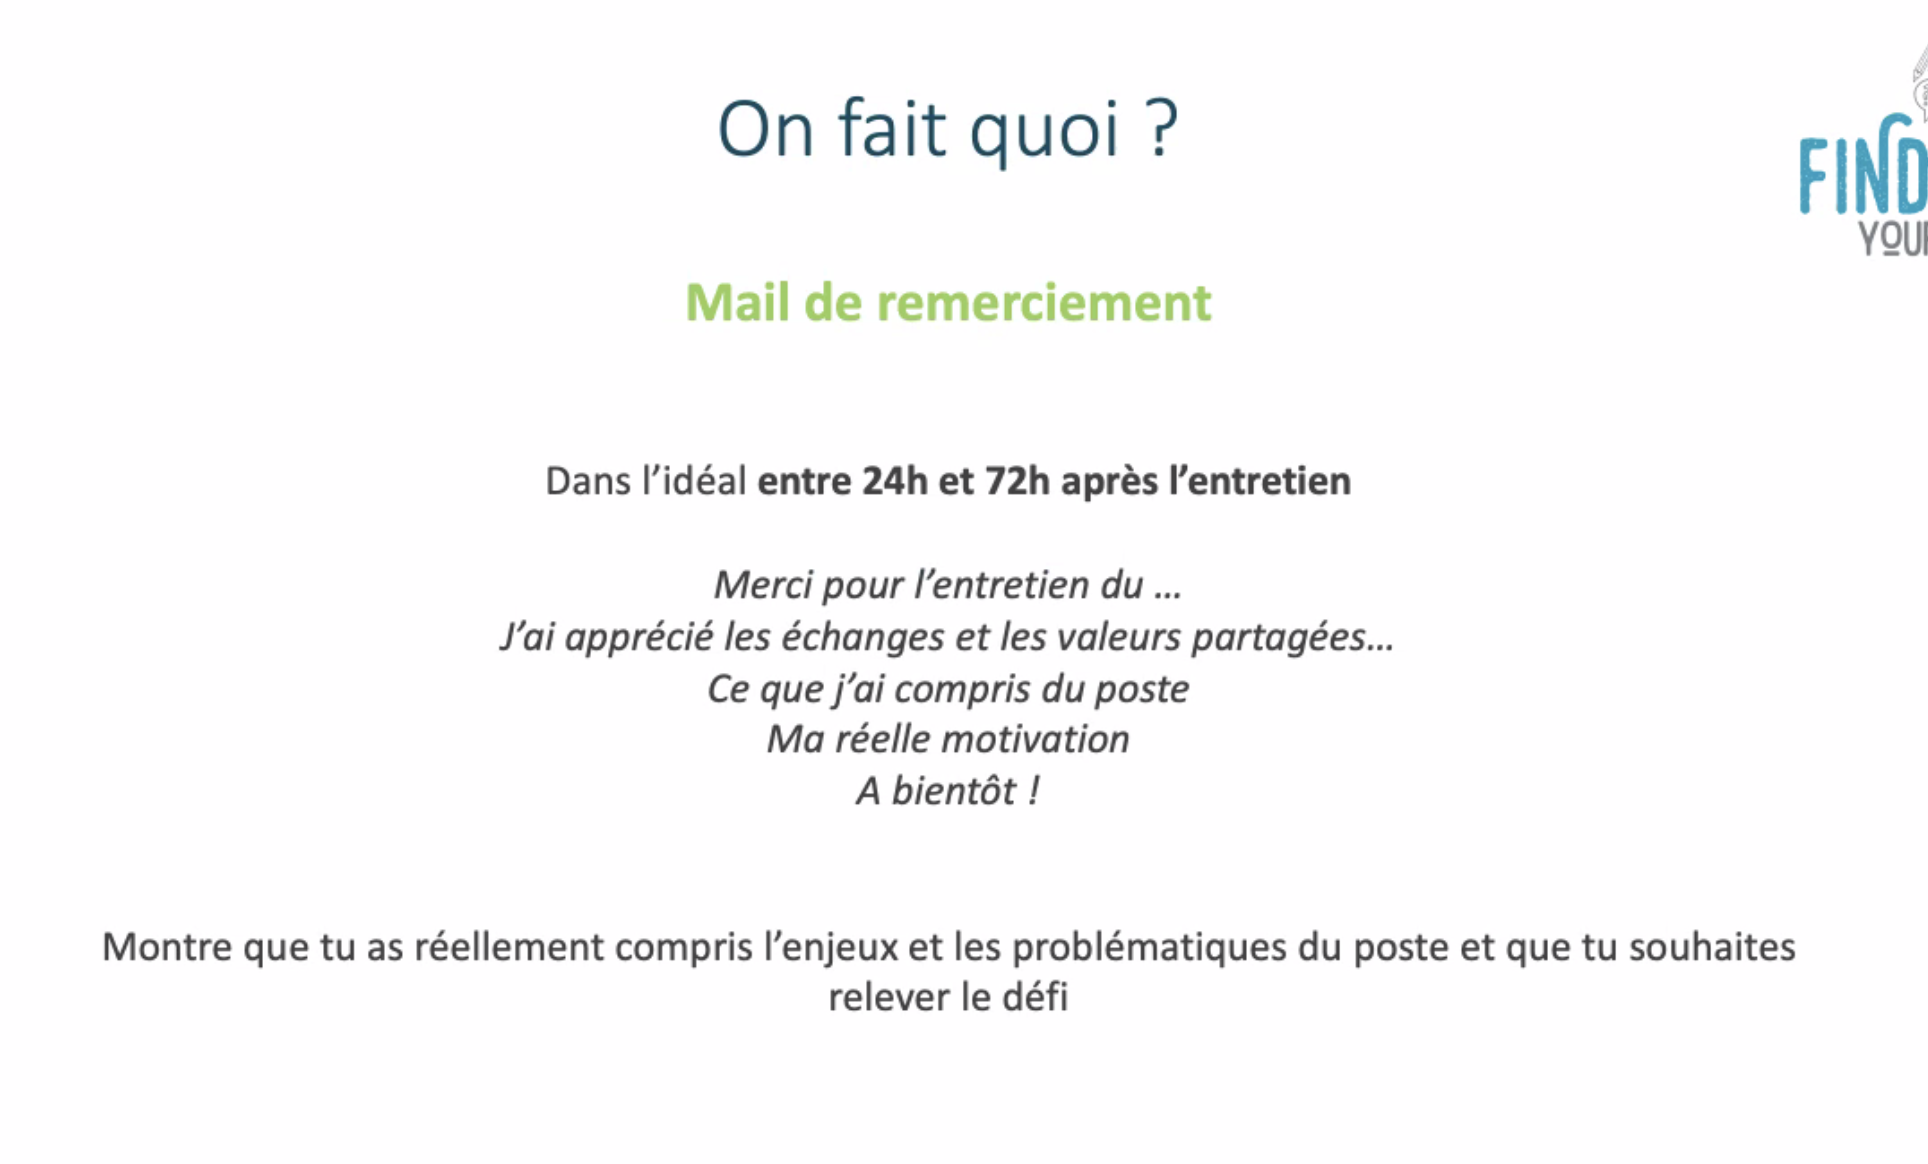 On fait quoi ?
FIND
Mail de remerciement
Dans l’idéal entre 24h et 72h après l’entretien
Merci pour l’entretien du ...
J’ai apprécié les échanges et les valeurs partagées...
Ce que j’ai compris du poste
Ma réelle motivation
A bientôt !
Montre que tu as réellement compris l’enjeux et les problématiques du poste et que tu souhaites
relever le défi